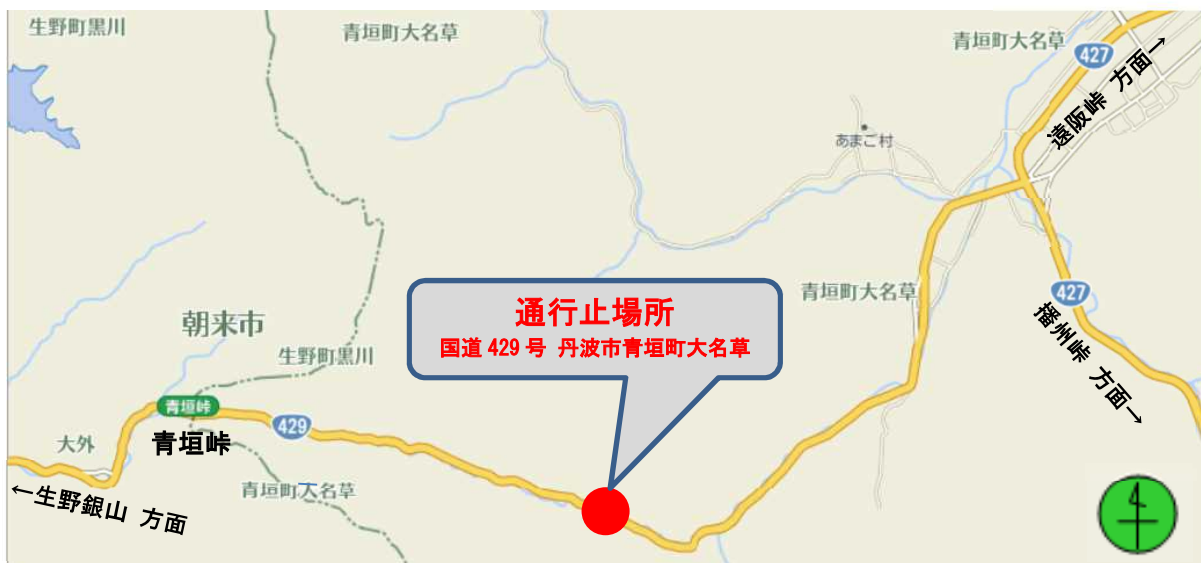 生野町黒川
青垣町大名草
青垣町大名草
427
遠阪峠 方面→
あまご村
青垣町大名草
427
播州峠 方面→
通行止場所
国道 429 号 丹波市青垣町大名草
朝来市
生野町黒川
青垣峠
429
青垣峠
大外
青垣町大名草
←生野銀山 方面